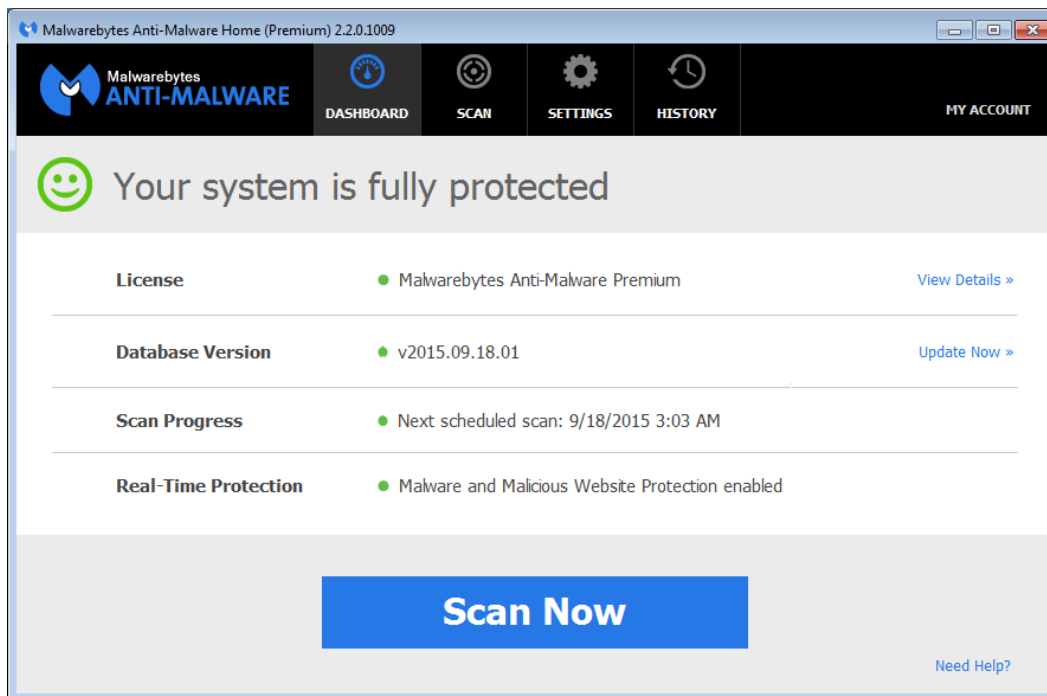 Malwarebytes Anti-Malware Home (Premium) 2.2.0.1009
Malwarebytes
ANTI-MALWARE
DASHBOARD
SCAN
SETTINGS
HISTORY
MY ACCOUNT
Your system is fully protected
License Malwarebytes Anti-Malware Premium View Details »
Database Version v2015.09.18.01 Update Now »
Scan Progress Next scheduled scan: 9/18/2015 3:03 AM
Real-Time Protection Malware and Malicious Website Protection enabled
Scan Now
Need Help?